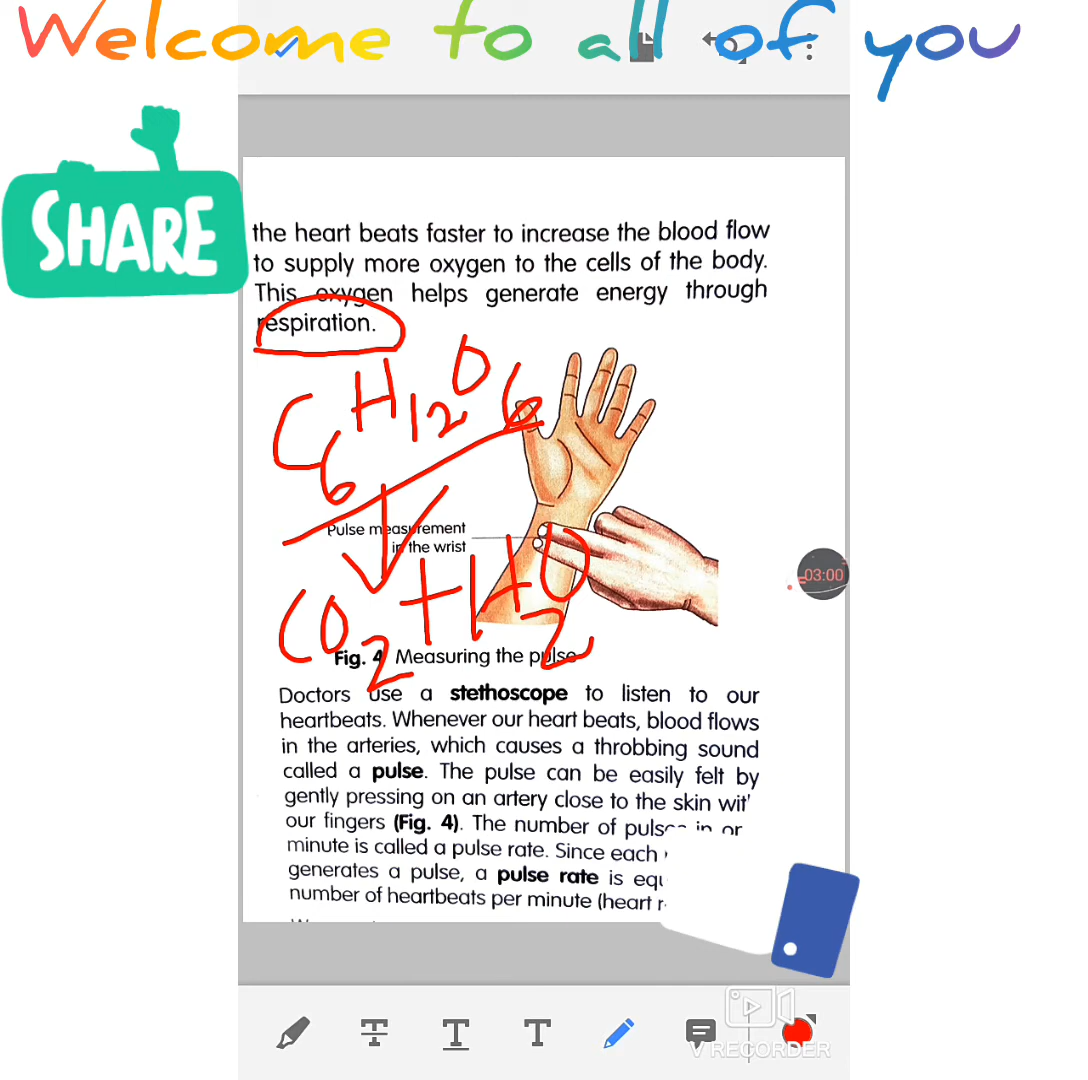 Welcome to all of you
SHARE
the heart beats faster to increase the blood flow
to supply more oxygen to the cells of the body.
This oxygen helps generate energy through
respiration.
C6H12O6
Pulse measurement
in the wrist
03:00
CO2+H2O
Fig. 4 Measuring the pulse
Doctors use a stethoscope to listen to our
heartbeats. Whenever our heart beats, blood flows
in the arteries, which causes a throbbing sound
called a pulse. The pulse can be easily felt by
gently pressing on an artery close to the skin
our fingers (Fig. 4). The number of in
minute is called a pulse rate. Since each
generates a pulse, a pulse rate is
number of heartbeats per minute (heart
T T T
V RECORDER